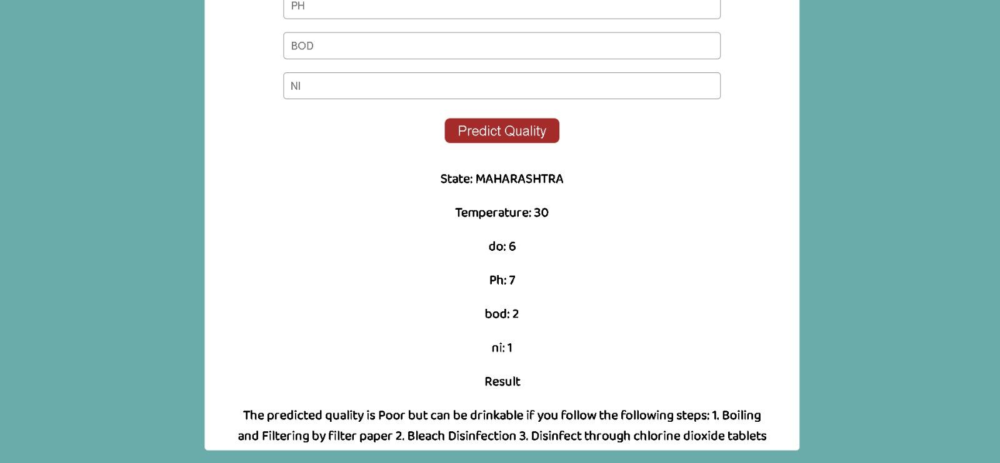 PH
BOD
NI
Predict Quality
State: MAHARASHTRA
Temperature: 30
do: 6
Ph: 7
bod: 2
ni: 1
Result
The predicted quality is Poor but can be drinkable if you follow the following steps: 1. Boiling
and Filtering by filter paper 2. Bleach Disinfection 3. Disinfect through chlorine dioxide tablets